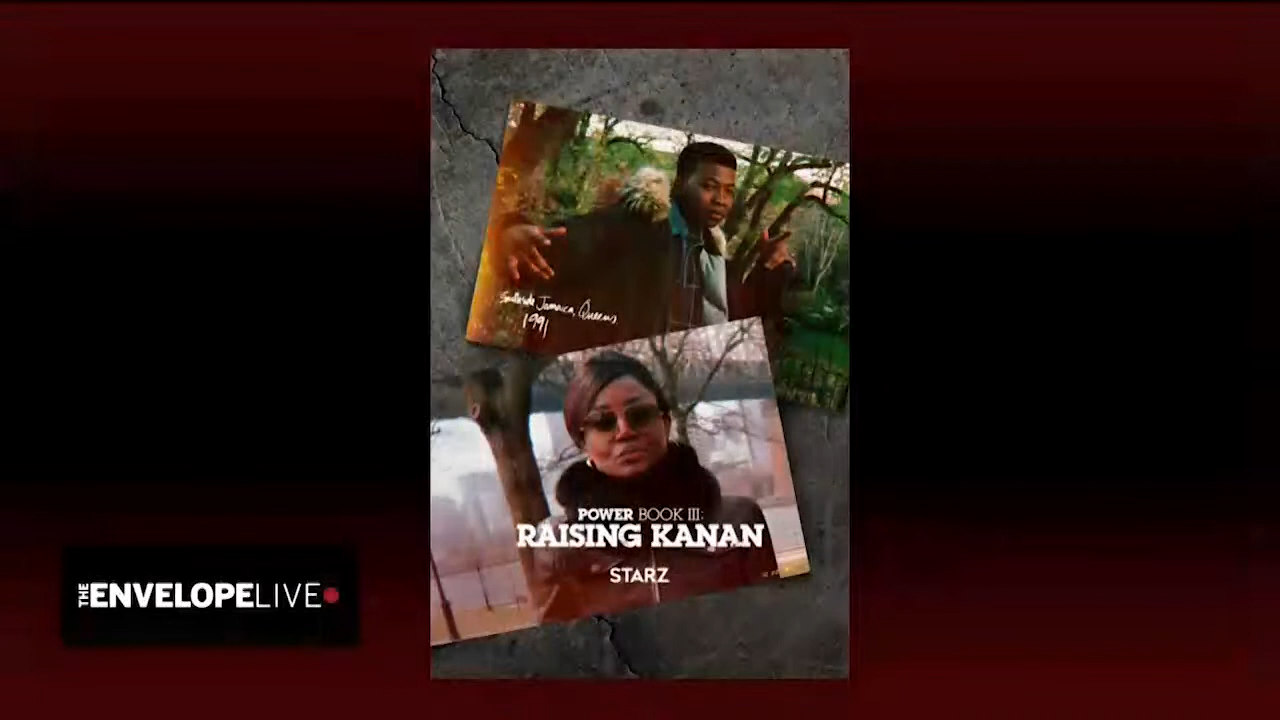 Southside Jamaica, Queens
1991
POWER BOOK III:
RAISING KANAN
STARZ
THE ENVELOPE LIVE